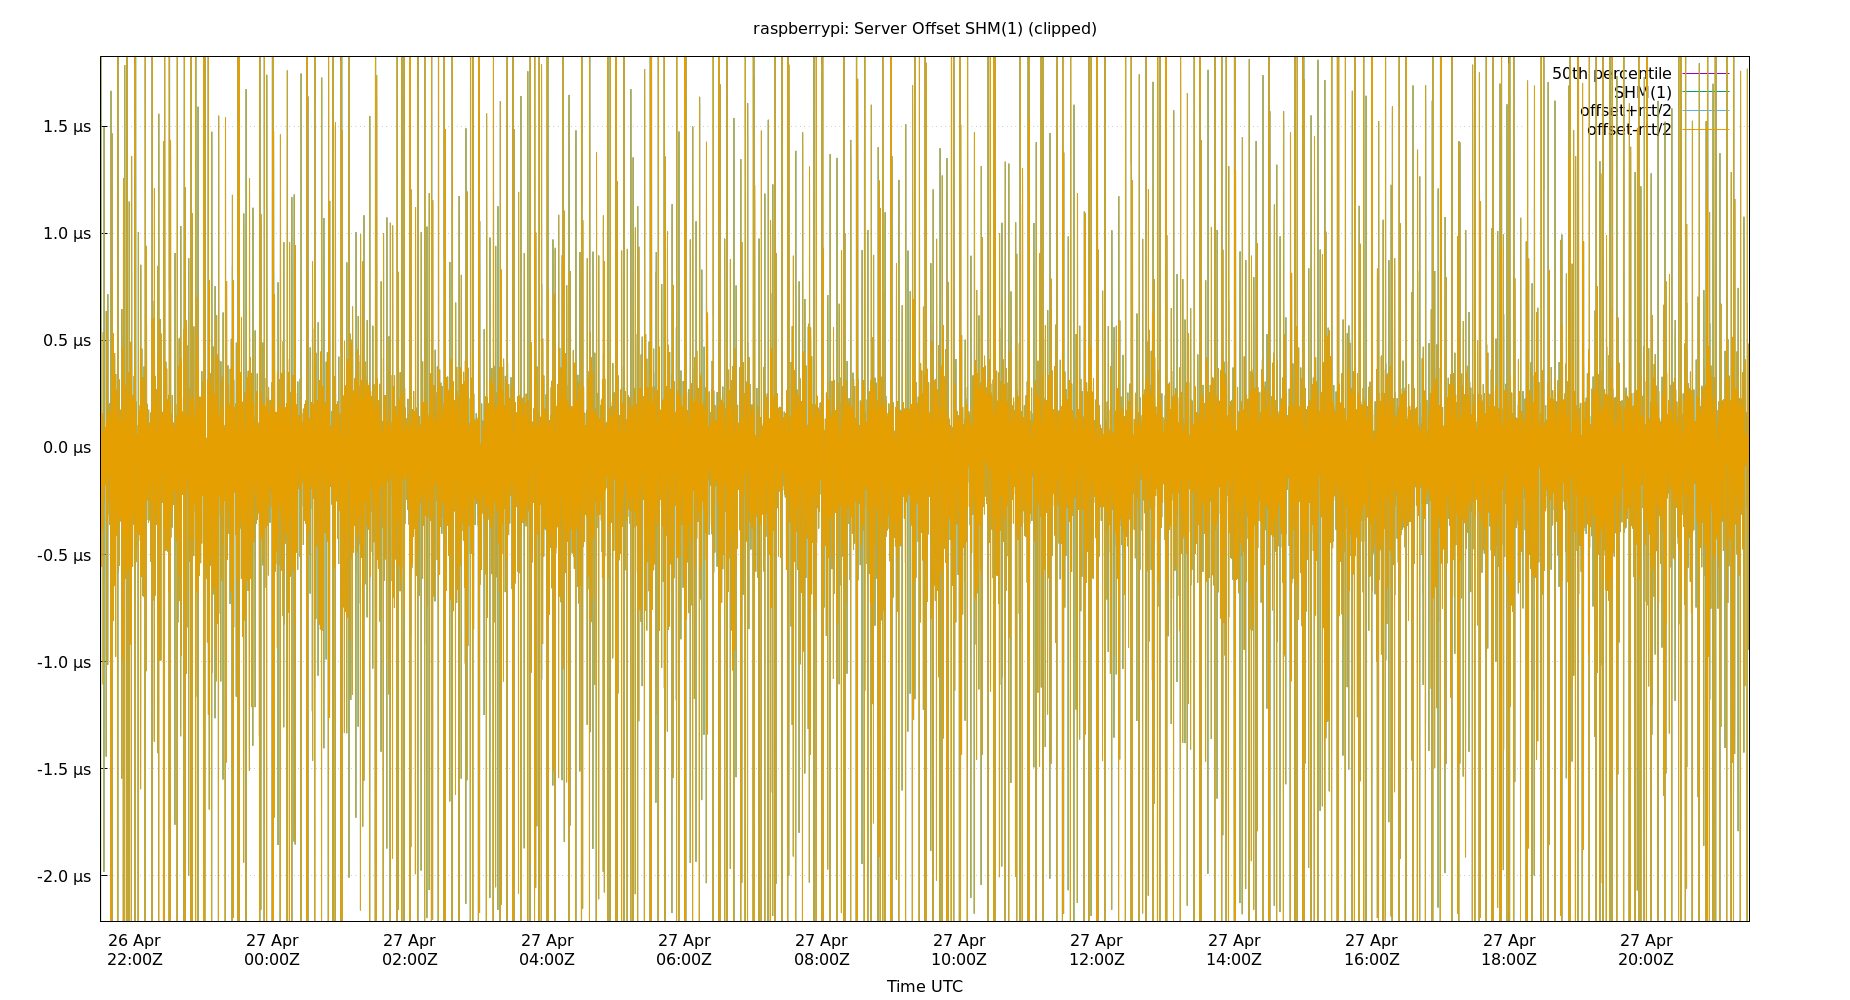 raspberrypi: Server Offset SHM(1) (clipped)
50th percentile
SHM(1)
offset+rtt/2
offset-rtt/2
1.5 µs
1.0 µs
0.5 µs
0.0 µs
-0.5 µs
-1.0 µs
-1.5 µs
-2.0 µs
26 Apr 27 Apr 27 Apr 27 Apr 27 Apr 27 Apr 27 Apr 27 Apr 27 Apr 27 Apr 27 Apr 27 Apr
22:00Z 00:00Z 02:00Z 04:00Z 06:00Z 08:00Z 10:00Z 12:00Z 14:00Z 16:00Z 18:00Z 20:00Z
Time UTC